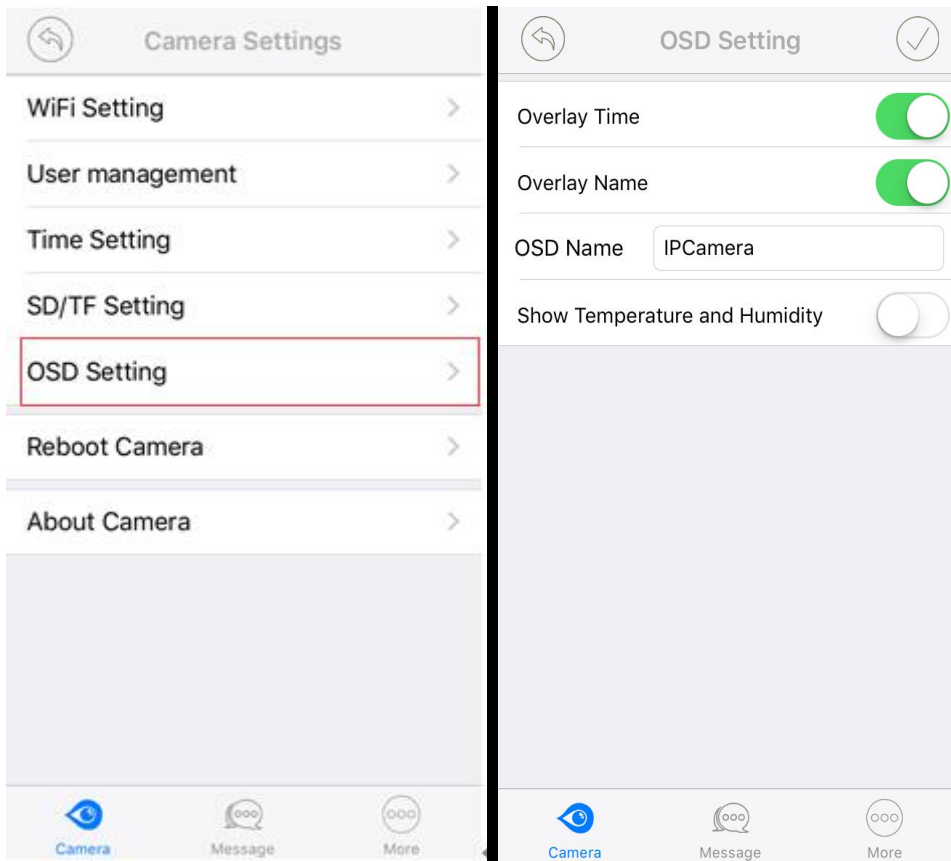 Camera Settings
WiFi Setting
User management
Time Setting
SD/TF Setting
OSD Setting
Reboot Camera
About Camera
Camera
Message
More
OSD Setting
Overlay Time
Overlay Name
OSD Name
IPCamera
Show Temperature and Humidity
Camera
Message
More